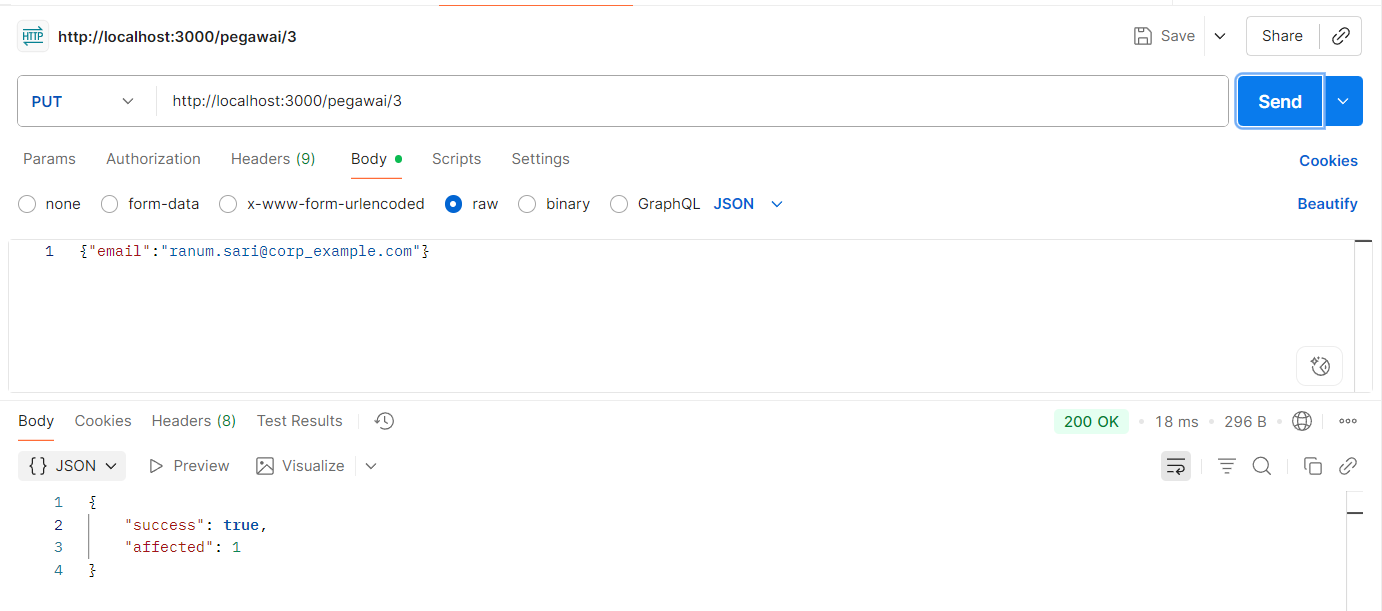 HTTP http://localhost:3000/pegawai/3 Save Share
PUT http://localhost:3000/pegawai/3 Send
Params Authorization Headers (9) Body Scripts Settings Cookies
none form-data x-www-form-urlencoded raw binary GraphQL JSON Beautify
1 {"email":"ranum.sari@corp_example.com"}
Body Cookies Headers (8) Test Results 200 OK 18 ms 296 B
{} JSON Preview Visualize
1 {
2 "success": true,
3 "affected": 1
4 }